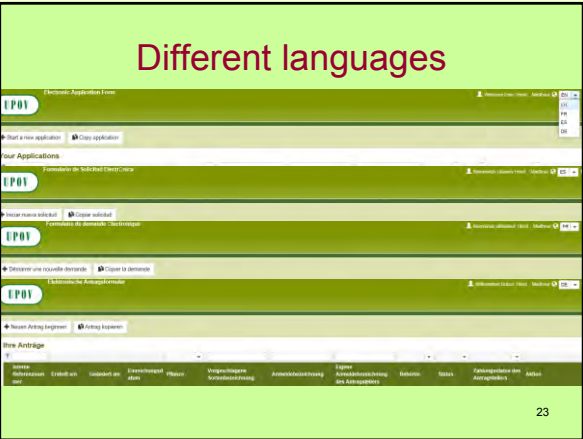 Different languages
Electronic Application Form
UPOV
EN
EN
FR
ES
DE
Start a new application Copy application
Your Applications
Formulario de Solicitud Electrónica
UPOV
ES
Iniciar nueva solicitud Copiar solicitud
Formulaire de demande Electronique
UPOV
FR
Démarrer une nouvelle demande Copier la demande
Elektronische Antragsformular
UPOV
DE
Neuen Antrag beginnen Antrag kopieren
Ihre Anträge
Interne Referenznummer Erstellt am Geändert am Pflanze Vorgeschlagene Sortenbezeichnung Anmeldebezeichnung Eigene Anmeldebezeichnung des Antragstellers Behörde Status Aktion
23